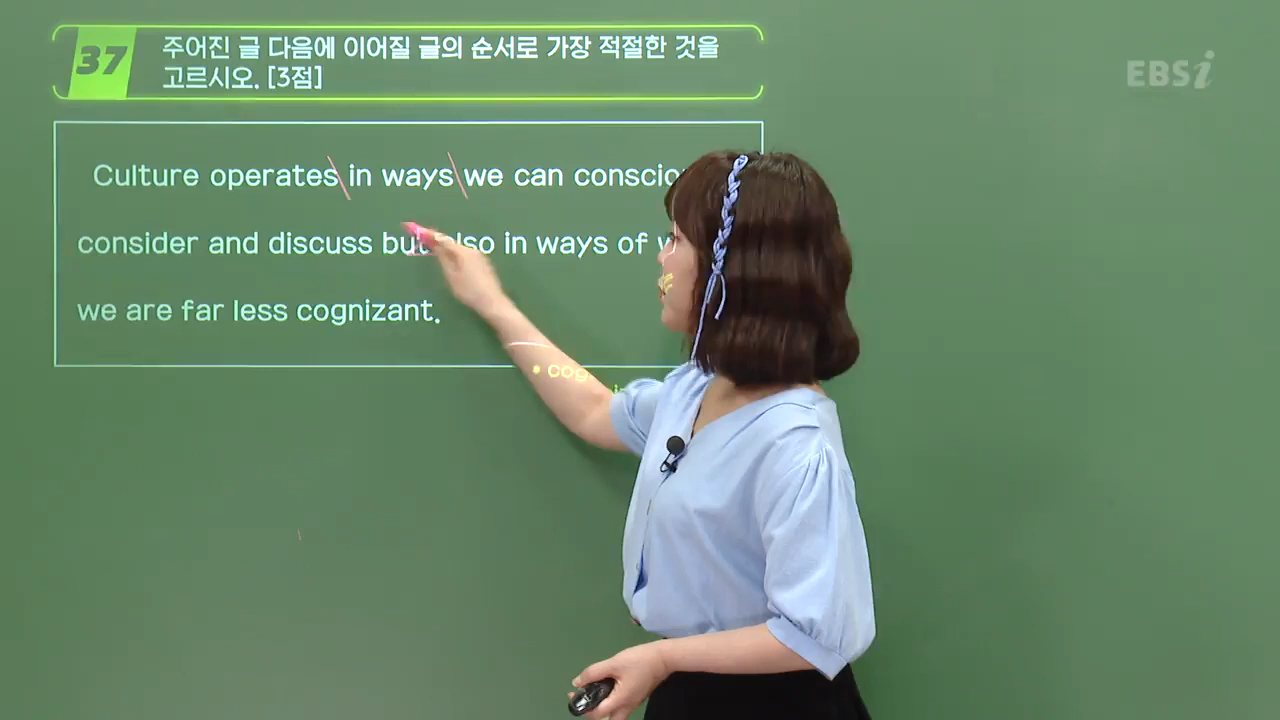 37
주어진 글 다음에 이어질 글의 순서로 가장 적절한 것을
고르시오. [3점]
EBSi
Culture operates in ways we can
consider and discuss but also in ways of
we are far less cognizant.